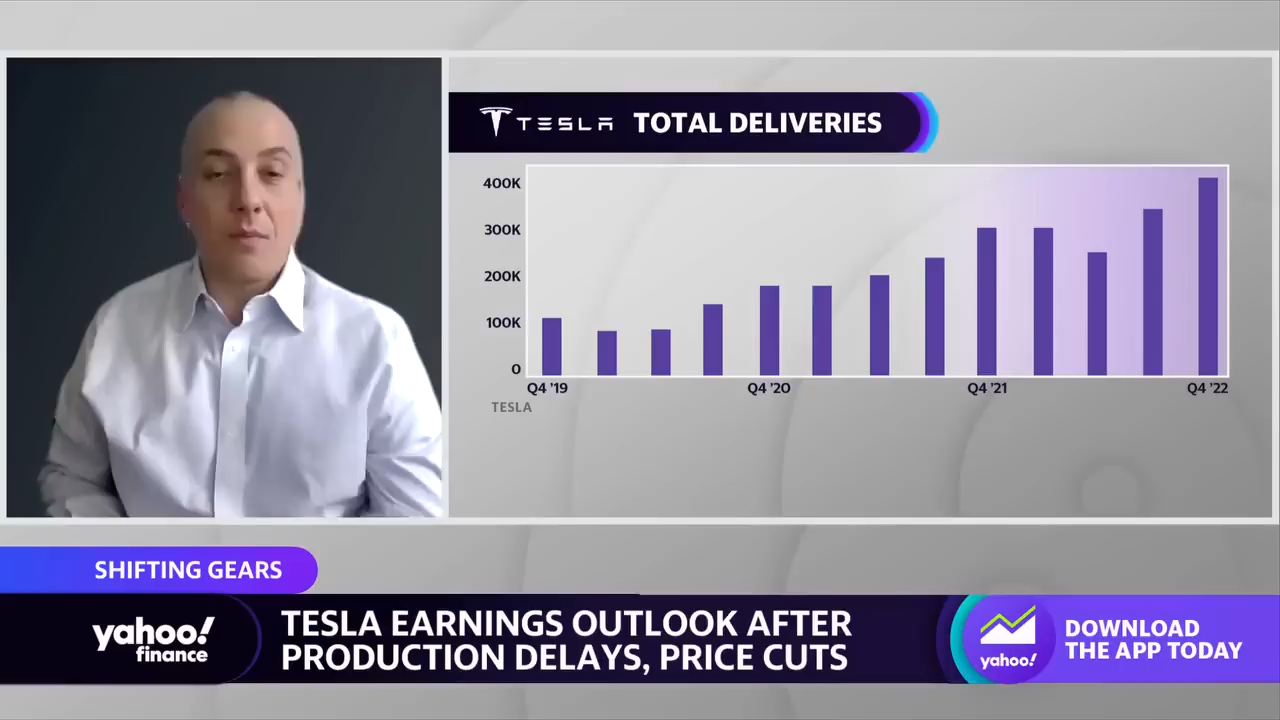 TESLA TOTAL DELIVERIES
400K
300K
200K
100K
0
Q4 '19
Q4 '20
Q4 '21
Q4 '22
TESLA
SHIFTING GEARS
yahoo!
finance
TESLA EARNINGS OUTLOOK AFTER
PRODUCTION DELAYS, PRICE CUTS
yahoo!
DOWNLOAD
THE APP TODAY